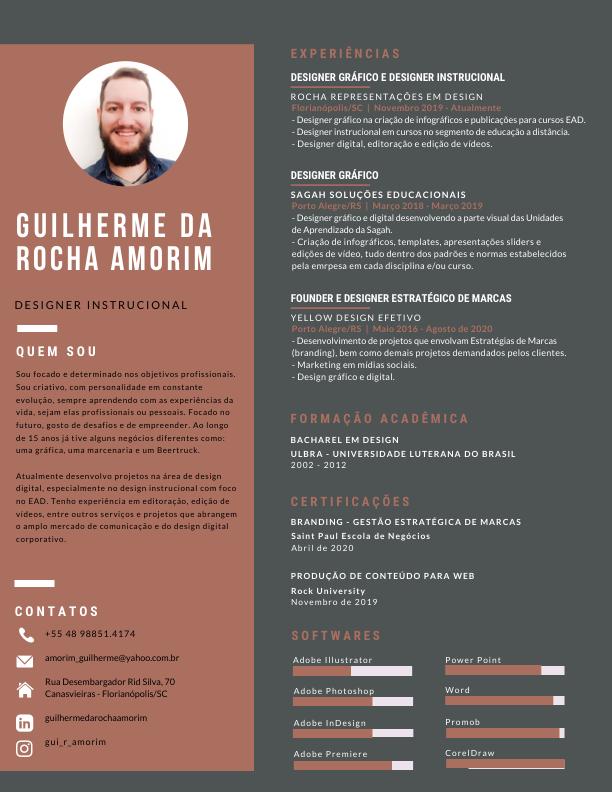 GUILHERME DA
ROCHA AMORIM
DESIGNER INSTRUCIONAL
QUEM SOU
Sou focado e determinado nos objetivos profissionais.
Sou criativo, com personalidade em constante
evolução, sempre aprendendo com as experiências da
vida, sejam elas profissionais ou pessoais. Focado no
futuro, gosto de desafios e de empreender. Ao longo
de 15 anos já tive alguns negócios diferentes como:
uma gráfica, uma marcenaria e um Beertruck.
Atualmente desenvolvo projetos na área de design
digital, especialmente no design instrucional com foco
no EAD. Tenho experiência em editoração, edição de
vídeos, entre outros serviços e projetos que abrangem
o amplo mercado de comunicação e do design digital
corporativo.
CONTATOS
+55 48 98851.4174
amorim_guilherme@yahoo.com.br
Rua Desembargador Rid Silva, 70
Canasvieiras - Florianópolis/SC
guilhermedarochaamorim
gui_r_amorim
EXPERIÊNCIAS
DESIGNER GRÁFICO E DESIGNER INSTRUCIONAL
ROCHA REPRESENTAÇÕES EM DESIGN
Florianópolis/SC | Novembro 2019 - Atualmente
- Designer gráfico na criação de infográficos e publicações para cursos EAD.
- Designer instrucional em cursos no segmento de educação a distância.
- Designer digital, editoração e edição de vídeos.
DESIGNER GRÁFICO
SAGAH SOLUÇÕES EDUCACIONAIS
Porto Alegre/RS | Março 2018 - Março 2019
- Designer gráfico e digital desenvolvendo a parte visual das Unidades
de Aprendizado da Sagah.
- Criação de infográficos, templates, apresentações sliders e
edições de vídeo, tudo dentro dos padrões e normas estabelecidos
pela emrpesa em cada disciplina e/ou curso.
FOUNDER E DESIGNER ESTRATÉGICO DE MARCAS
YELLOW DESIGN EFETIVO
Porto Alegre/RS | Maio 2016 - Agosto de 2020
- Desenvolvimento de projetos que envolvam Estratégias de Marcas
(branding), bem como demais projetos demandados pelos clientes.
- Marketing em mídias sociais.
- Design gráfico e digital.
FORMAÇÃO ACADÊMICA
BACHAREL EM DESIGN
ULBRA - UNIVERSIDADE LUTERANA DO BRASIL
2002 - 2012
CERTIFICAÇÕES
BRANDING - GESTÃO ESTRATÉGICA DE MARCAS
Saint Paul Escola de Negócios
Abril de 2020
PRODUÇÃO DE CONTEÚDO PARA WEB
Rock University
Novembro de 2019
SOFTWARES
Adobe Illustrator
Adobe Photoshop
Adobe InDesign
Adobe Premiere
Power Point
Word
Promob
CorelDraw